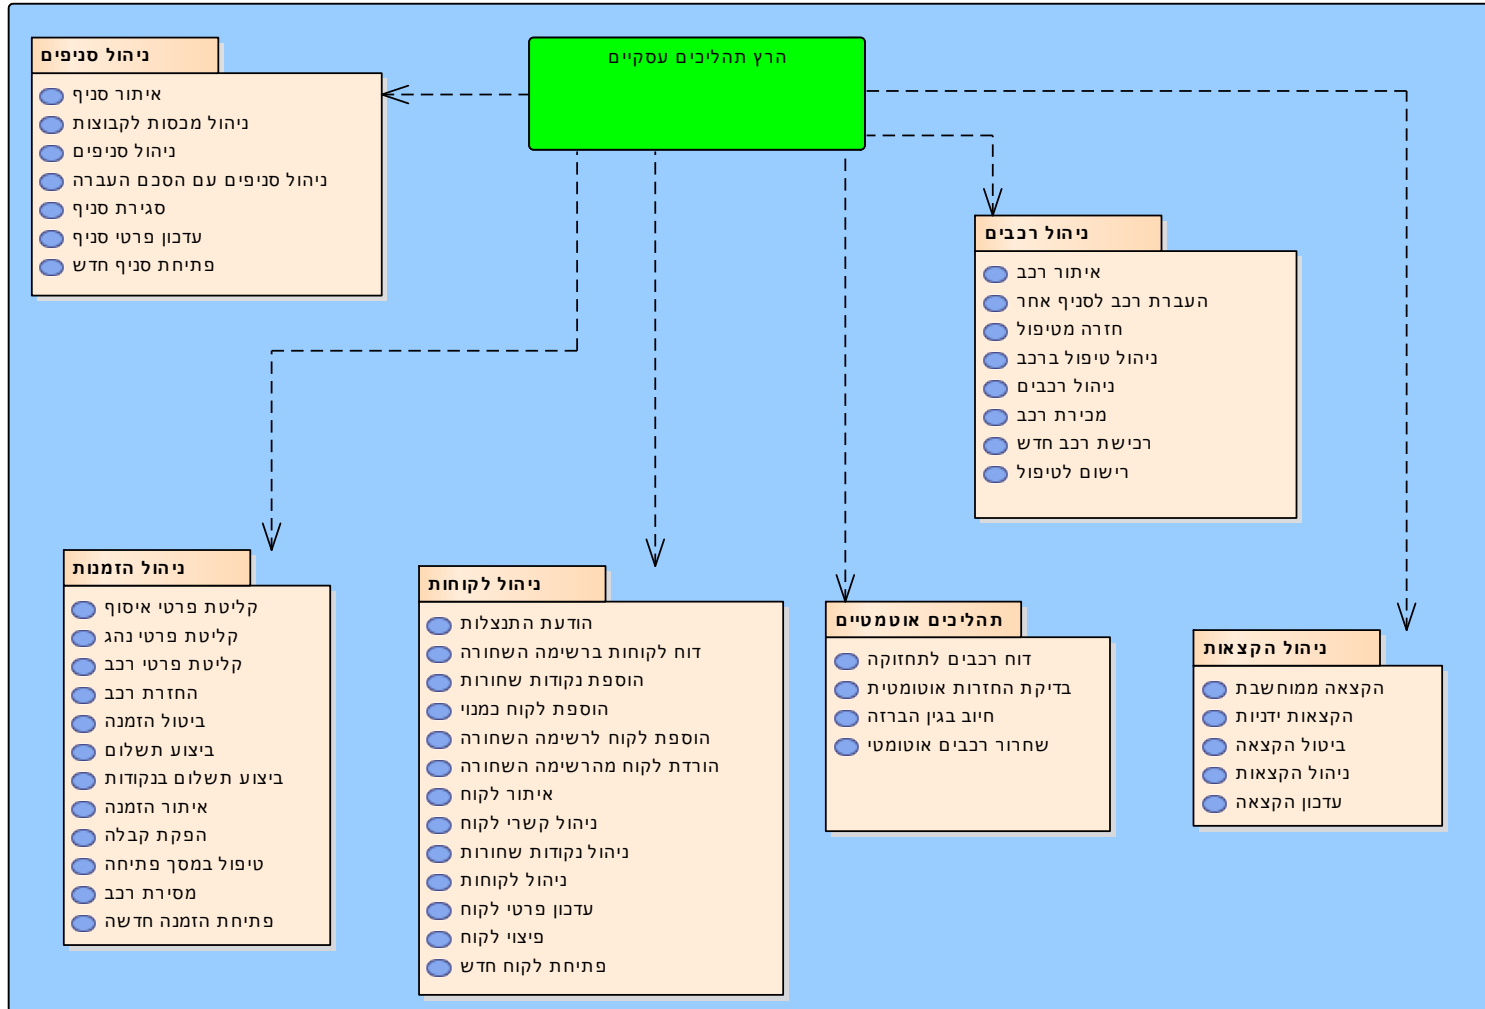 הרץ תהליכים עסקיים
ניהול סניפים
איתור סניף
ניהול מכסות לקבוצות
ניהול סניפים
ניהול סניפים עם הסכם העברה
סגירת סניף
עדכון פרטי סניף
פתיחת סניף חדש
ניהול רכבים
איתור רכב
העברת רכב לסניף אחר
חזרה מטיפול
ניהול טיפול ברכב
ניהול רכבים
מכירת רכב
רכישת רכב חדש
רישום לטיפול
ניהול הזמנות
קליטת פרטי איסוף
קליטת פרטי נהג
קליטת פרטי רכב
החזרת רכב
ביטול הזמנה
ביצוע תשלום
ביצוע תשלום בנקודות
איתור הזמנה
הפקת קבלה
טיפול במסך פתיחה
מסירת רכב
פתיחת הזמנה חדשה
ניהול לקוחות
הודעת התנצלות
דוח לקוחות ברשימה השחורה
הוספת נקודות שחורות
הוספת לקוח כמנוי
הוספת לקוח לרשימה השחורה
הורדת לקוח מהרשימה השחורה
איתור לקוח
ניהול קשרי לקוח
ניהול נקודות שחורות
ניהול לקוחות
עדכון פרטי לקוח
פיצוי לקוח
פתיחת לקוח חדש
תהליכים אוטמטיים
דוח רכבים לתחזוקה
בדיקת החזרות אוטומטית
חיוב בגין הברזה
שחרור רכבים אוטומטי
ניהול הקצאות
הקצאה ממוחשבת
הקצאות ידניות
ביטול הקצאה
ניהול הקצאות
עדכון הקצאה